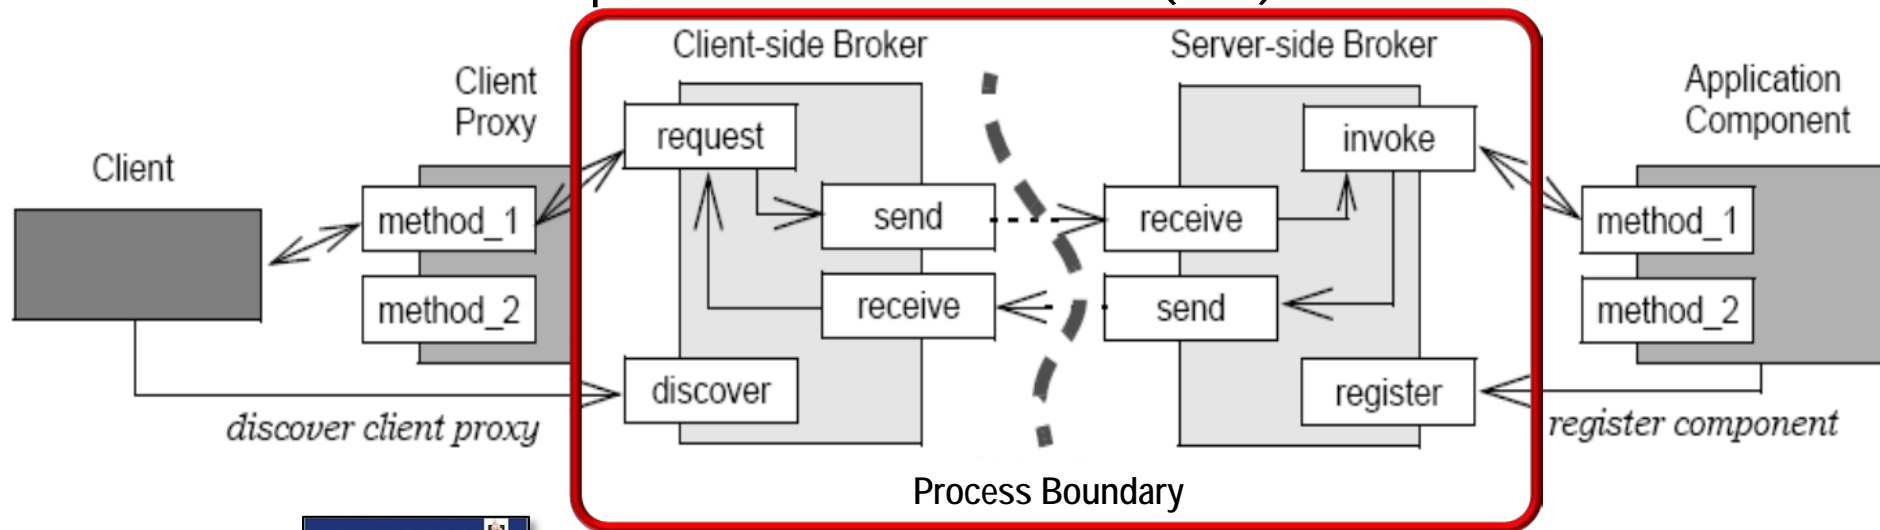 Client-side Broker
Server-side Broker
Client
Proxy
Application
Component
Client
request
invoke
method_1
send
receive
method_1
method_2
receive
send
method_2
discover
register
discover client proxy
register component
Process Boundary